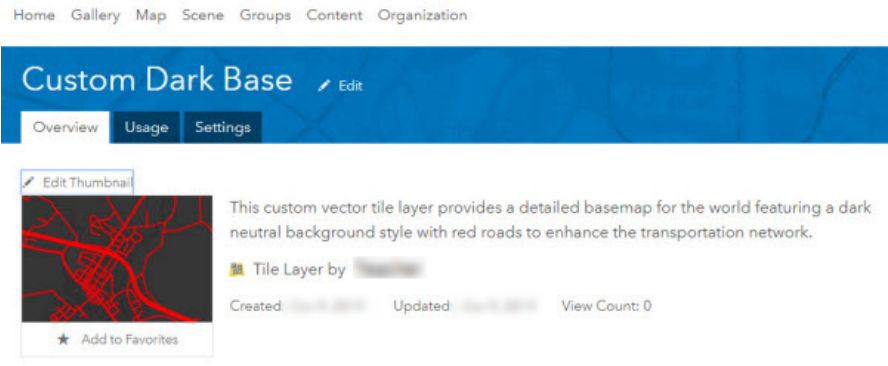 Home Gallery Map Scene Groups Content Organization
Custom Dark Base Edit
Overview Usage Settings
Edit Thumbnail
This custom vector tile layer provides a detailed basemap for the world featuring a dark
neutral background style with red roads to enhance the transportation network.
Tile Layer by
Created: Updated: View Count: 0
Add to Favorites